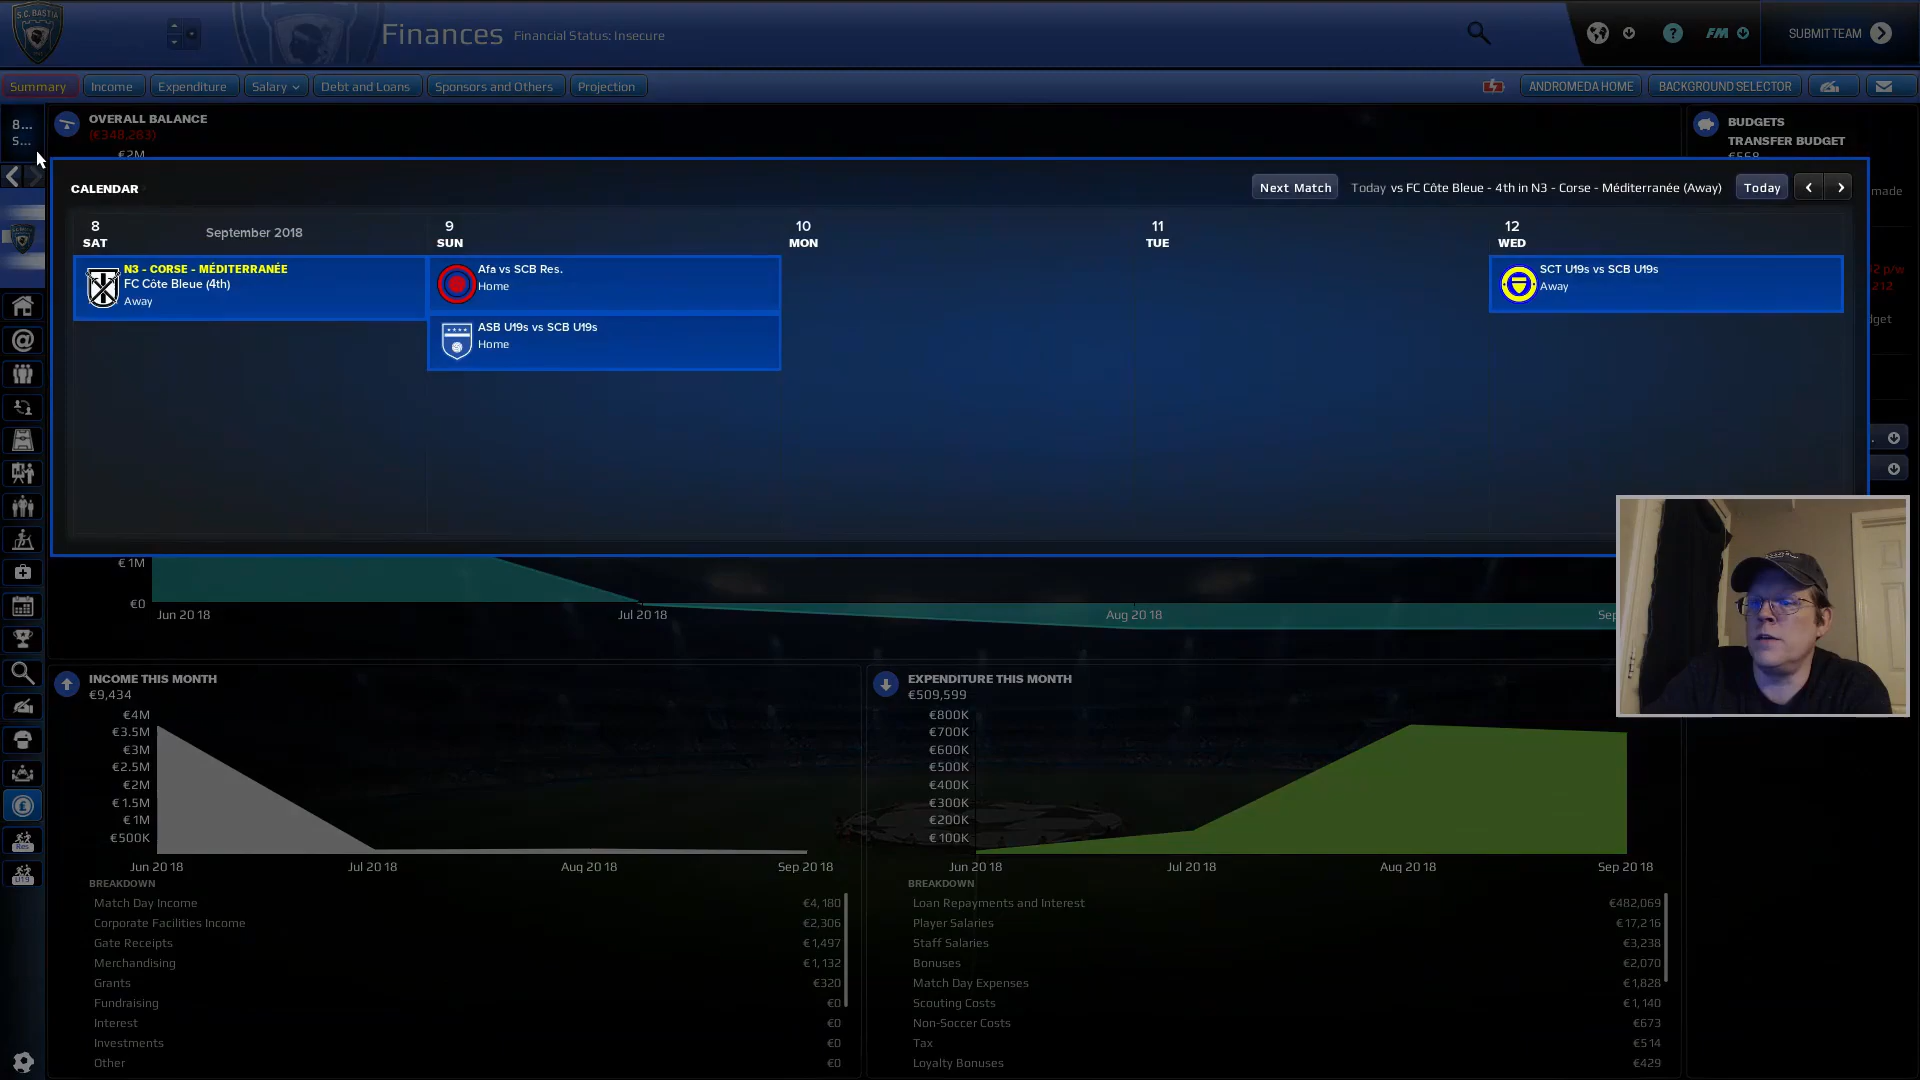 S.C. BASTIA
Finances
Financial Status: Insecure
FM
SUBMIT TEAM
Summary
Income
Expenditure
Salary
Debt and Loans
Sponsors and Others
Projection
ANDROMEDA HOME
BACKGROUND SELECTOR
8...
S...
OVERALL BALANCE
(€348,283)
€2M
BUDGETS
TRANSFER BUDGET
€568
made
CALENDAR
Next Match
Today vs FC Côte Bleue - 4th in N3 - Corse - Méditerranée (Away)
Today
8
SAT
September 2018
9
SUN
10
MON
11
TUE
12
WED
N3 - CORSE - MÉDITERRANÉE
FC Côte Bleue (4th)
Away
Afa vs SCB Res.
Home
ASB U19s vs SCB U19s
Home
SCT U19s vs SCB U19s
Away
€1M
€0
Jun 2018
Jul 2018
Aug 2018
INCOME THIS MONTH
€9,434
€4M
€3.5M
€3M
€2.5M
€2M
€1.5M
€1M
€500K
Jun 2018
Jul 2018
Aug 2018
Sep 2018
BREAKDOWN
Match Day Income €4,180
Corporate Facilities Income €2,306
Gate Receipts €1,497
Merchandising €1,132
Grants €320
Fundraising €0
Interest €0
Investments €0
Other €0
EXPENDITURE THIS MONTH
€509,599
€800K
€700K
€600K
€500K
€400K
€300K
€200K
€100K
Jun 2018
Jul 2018
Aug 2018
Sep 2018
BREAKDOWN
Loan Repayments and Interest €482,069
Player Salaries €17,216
Staff Salaries €3,238
Bonuses €2,070
Match Day Expenses €1,828
Scouting Costs €1,140
Non-Soccer Costs €673
Tax €514
Loyalty Bonuses €429
Res
U19